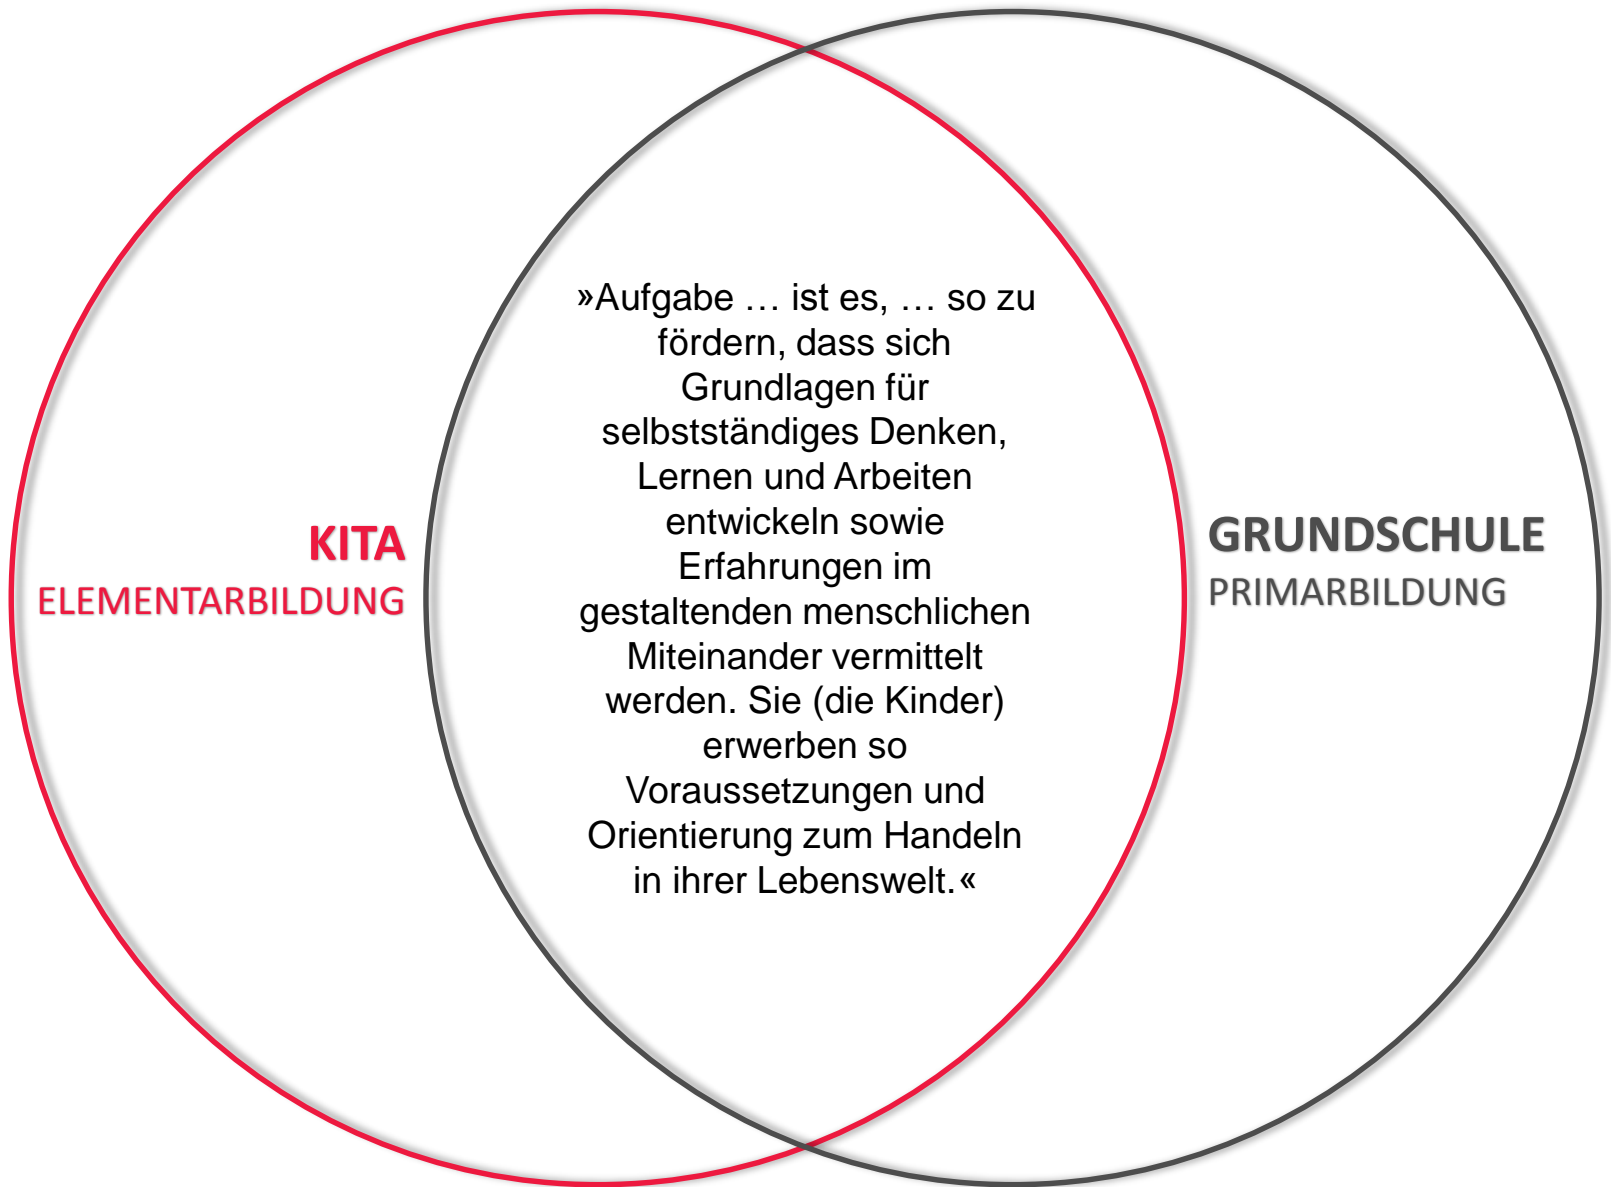 KITA
ELEMENTARBILDUNG
»Aufgabe … ist es, … so zu
fördern, dass sich
Grundlagen für
selbstständiges Denken,
Lernen und Arbeiten
entwickeln sowie
Erfahrungen im
gestaltenden menschlichen
Miteinander vermittelt
werden. Sie (die Kinder)
erwerben so
Voraussetzungen und
Orientierung zum Handeln
in ihrer Lebenswelt.«
GRUNDSCHULE
PRIMARBILDUNG